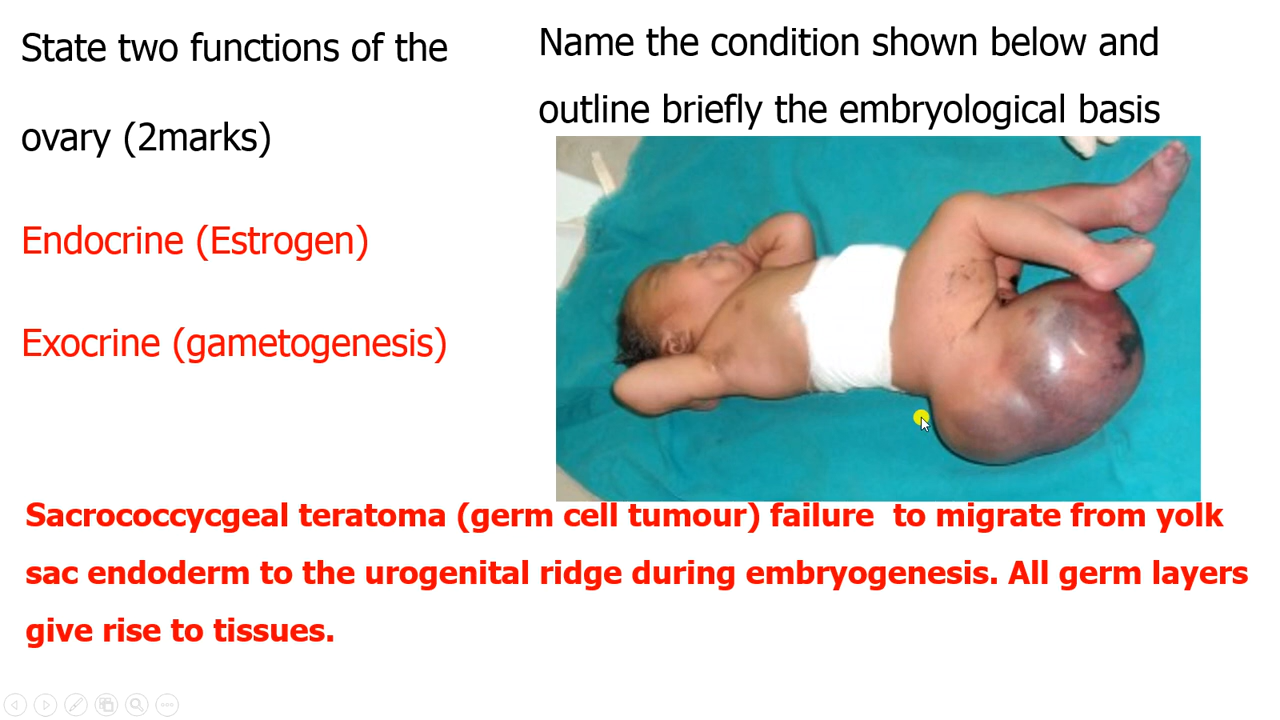 State two functions of the
ovary (2marks)
Endocrine (Estrogen)
Exocrine (gametogenesis)
Name the condition shown below and
outline briefly the embryological basis
Sacrococcycgeal teratoma (germ cell tumour) failure  to migrate from yolk
sac endoderm to the urogenital ridge during embryogenesis. All germ layers
give rise to tissues.